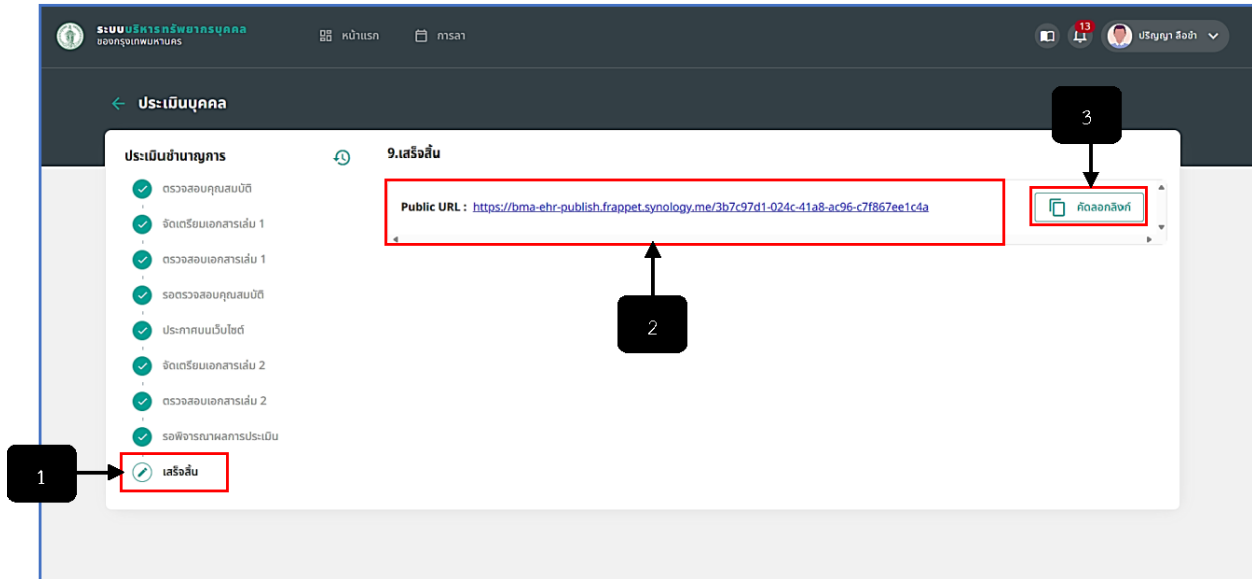 ระบบบริหารทรัพยากรบุคคล
ของกรุงเทพมหานคร
หน้าแรก
การลา
13
ปริญญา ลือขำ
ประเมินบุคคล
3
ประเมินชำนาญการ
9.เสร็จสิ้น
ตรวจสอบคุณสมบัติ
Public URL : https://bma-ehr-publish.frappet.synology.me/3b7c97d1-024c-41a8-ac96-c7f867ee1c4a
คัดลอกลิงก์
จัดเตรียมเอกสารเล่ม 1
ตรวจสอบเอกสารเล่ม 1
รอตรวจสอบคุณสมบัติ
ประกาศบนเว็บไซต์
2
จัดเตรียมเอกสารเล่ม 2
ตรวจสอบเอกสารเล่ม 2
รอพิจารณาผลการประเมิน
1
เสร็จสิ้น